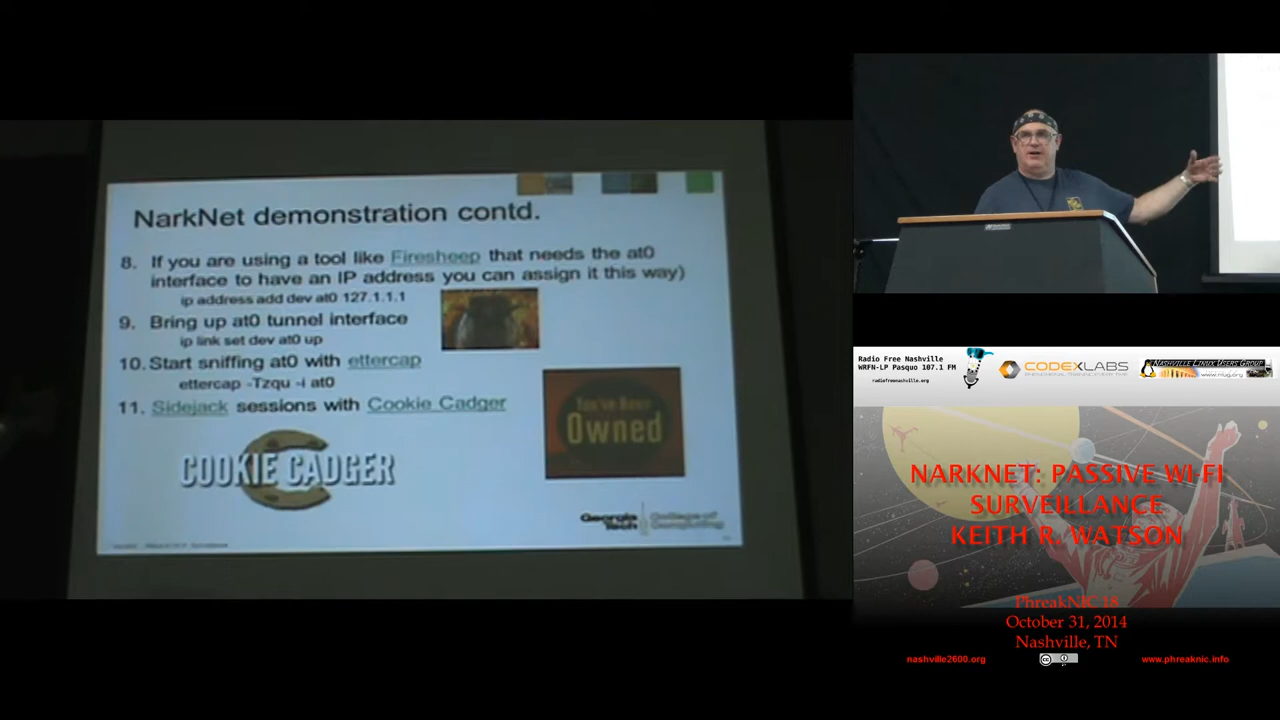 NarkNet demonstration contd.
8. If you are using a tool like Firesheep that needs the at0
interface to have an IP address you can assign it this way)
ip address add dev at0 127.1.1.1
9. Bring up at0 tunnel interface
ip link set dev at0 up
10. Start sniffing at0 with ettercap
ettercap -Tzqu -i at0
11. Sidejack sessions with Cookie Cadger
COOKIE CADGER
You've Been
Owned
Georgia
Tech
College of
Computing
Radio Free Nashville
WRFN-LP Pasquo 107.1 FM
radiofreenashville.org
CODEXLABS
NASHVILLE LINUX USERS GROUP
www.nlug.org
NARKNET: PASSIVE WI-FI
SURVEILLANCE
KEITH R. WATSON
PhreakNIC 18
October 31, 2014
Nashville, TN
nashville2600.org
cc
www.phreaknic.info